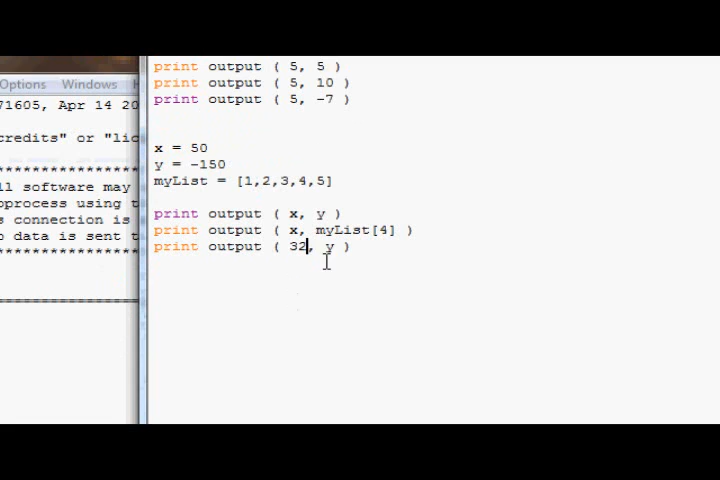 print output ( 5, 5 )
Options Windows H
print output ( 5, 10 )
71605, Apr 14 20
print output ( 5, -7 )
credits" or "lic
x = 50
y = -150
****************
myList = [1,2,3,4,5]
ll software may
oprocess using t
s connection is
print output ( x, y )
o data is sent t
print output ( x, myList[4] )
****************
print output ( 32, y )
================